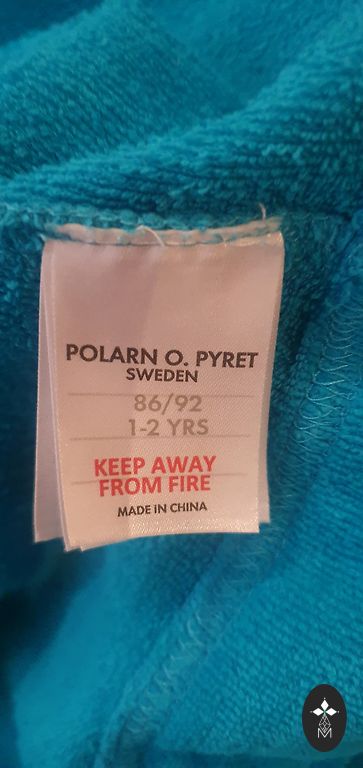 POLARN O. PYRET
SWEDEN
86/92
1-2 YRS
KEEP AWAY
FROM FIRE
MADE IN CHINA
M